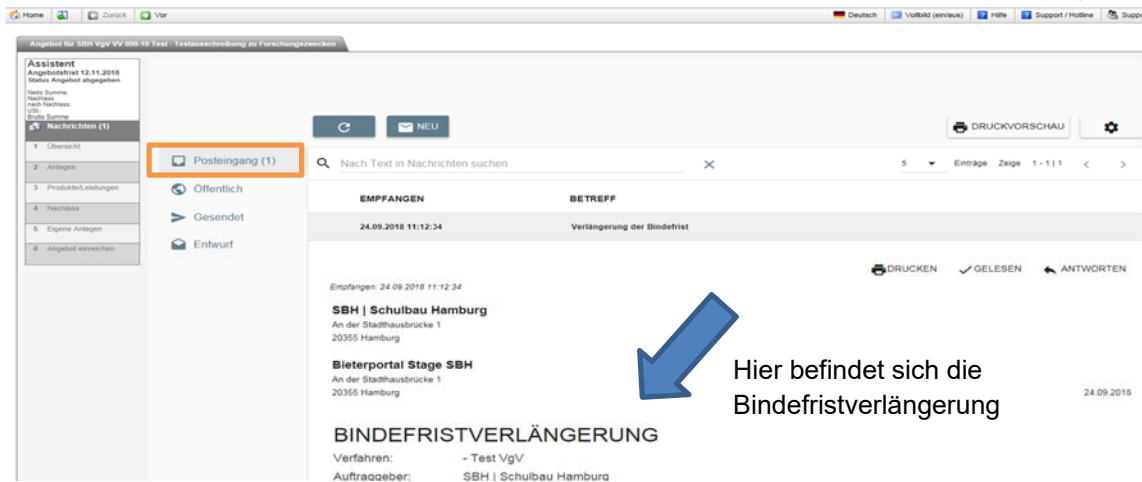 Home Zurück Vor Deutsch Vollbild (ein/aus) Hilfe Support / Hotline Supp
Angebot für SBH VgV VV 000-18 Test - Testausschreibung zu Forschungszwecken
Assistent
Angebotsfrist 12.11.2018
Status Angebot abgegeben
Netto Summe:
Nachlass:
nach Nachlass:
USt.:
Brutto Summe:
Nachrichten (1)
1 Übersicht
2 Anlagen
3 Produkte/Leistungen
4 Nachlass
5 Eigene Anlagen
6 Angebot einreichen
Posteingang (1)
Öffentlich
Gesendet
Entwurf
NEU DRUCKVORSCHAU
Nach Text in Nachrichten suchen 5 Einträge Zeige 1 - 1 | 1
EMPFANGEN BETREFF
24.09.2018 11:12:34 Verlängerung der Bindefrist
DRUCKEN GELESEN ANTWORTEN
Empfangen: 24.09.2018 11:12:34
SBH | Schulbau Hamburg
An der Stadthausbrücke 1
20355 Hamburg
Bieterportal Stage SBH
An der Stadthausbrücke 1
20355 Hamburg
24.09.2018
Hier befindet sich die
Bindefristverlängerung
BINDEFRISTVERLÄNGERUNG
Verfahren: - Test VgV
Auftraggeber: SBH | Schulbau Hamburg